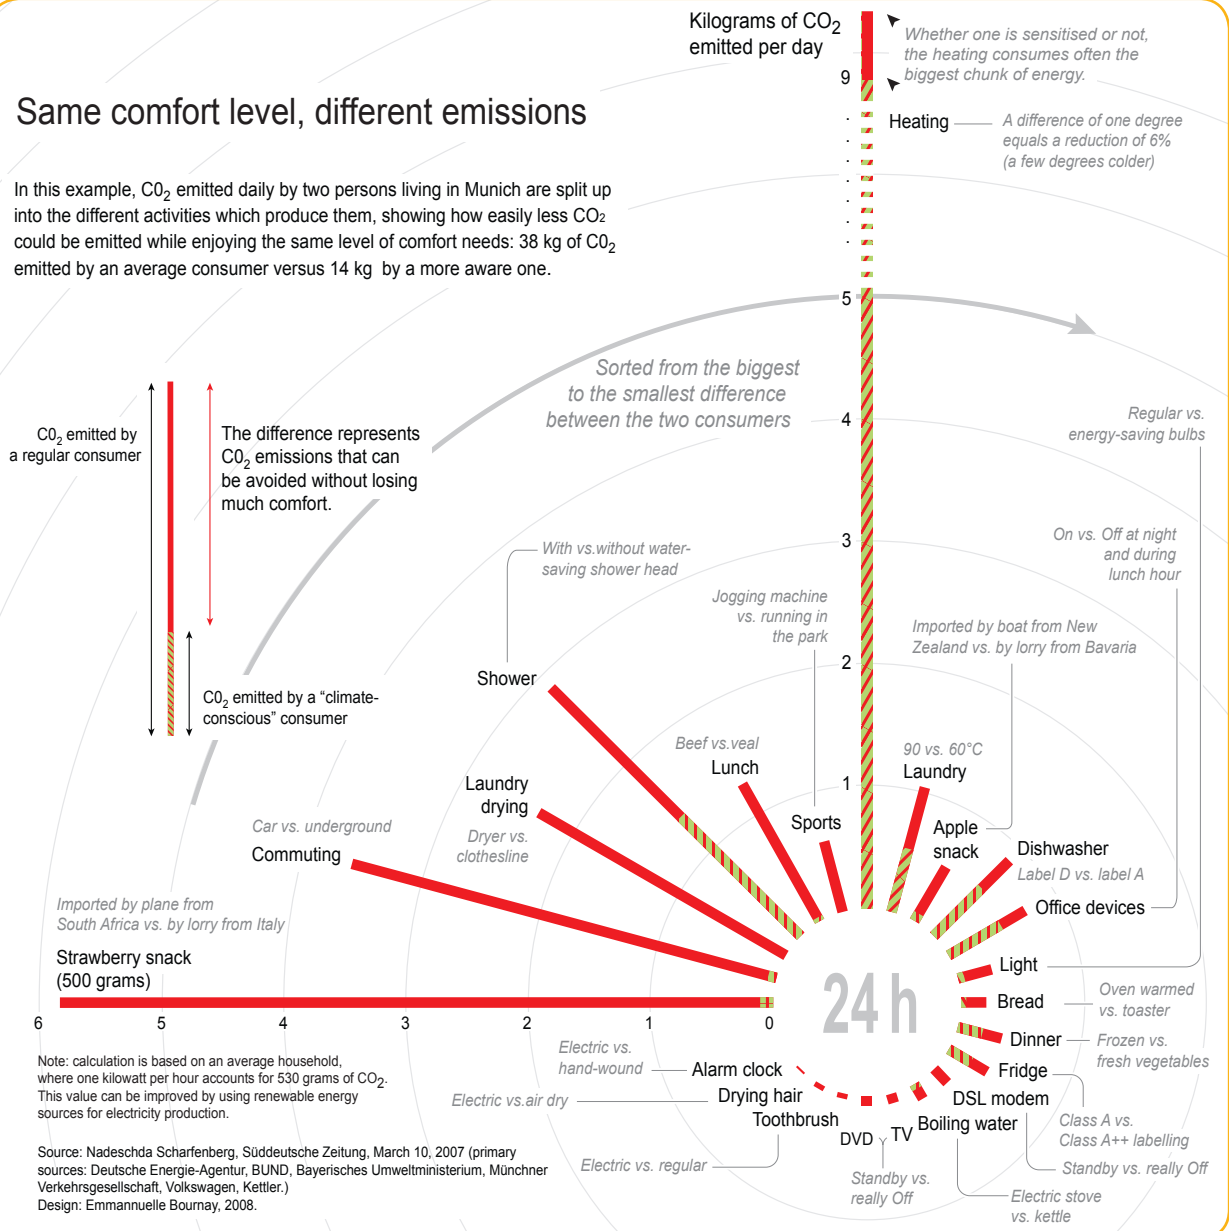 Kilograms of CO2
emitted per day
Whether one is sensitised or not,
the heating consumes often the
biggest chunk of energy.
9
Same comfort level, different emissions
Heating
A difference of one degree
equals a reduction of 6%
(a few degrees colder)
In this example, C02 emitted daily by two persons living in Munich are split up
into the different activities which produce them, showing how easily less CO2
could be emitted while enjoying the same level of comfort needs: 38 kg of C02
emitted by an average consumer versus 14 kg by a more aware one.
5
Sorted from the biggest
to the smallest difference
between the two consumers
4
C02 emitted by
a regular consumer
The difference represents
C02 emissions that can
be avoided without losing
much comfort.
C02 emitted by a “climate-
conscious” consumer
Regular vs.
energy-saving bulbs
3
On vs. Off at night
and during
lunch hour
With vs.without water-
saving shower head
Shower
Jogging machine
vs. running in
the park
Sports
Imported by boat from New
Zealand vs. by lorry from Bavaria
Apple
snack
2
Beef vs.veal
Lunch
90 vs. 60°C
Laundry
1
Laundry
drying
Dryer vs.
clothesline
Car vs. underground
Commuting
Dishwasher
Label D vs. label A
Office devices
Imported by plane from
South Africa vs. by lorry from Italy
Strawberry snack
(500 grams)
24 h
Light
Bread
Oven warmed
vs. toaster
6 5 4 3 2 1 0
Dinner
Frozen vs.
fresh vegetables
Fridge
Class A vs.
Class A++ labelling
DSL modem
Standby vs. really Off
Boiling water
Electric stove
vs. kettle
TV
DVD
Standby vs.
really Off
Electric vs.
hand-wound
Alarm clock
Electric vs.air dry
Drying hair
Toothbrush
Electric vs. regular
Note: calculation is based on an average household,
where one kilowatt per hour accounts for 530 grams of CO2.
This value can be improved by using renewable energy
sources for electricity production.
Source: Nadeschda Scharfenberg, Süddeutsche Zeitung, March 10, 2007 (primary
sources: Deutsche Energie-Agentur, BUND, Bayerisches Umweltministerium, Münchner
Verkehrsgesellschaft, Volkswagen, Kettler.)
Design: Emmannuelle Bournay, 2008.